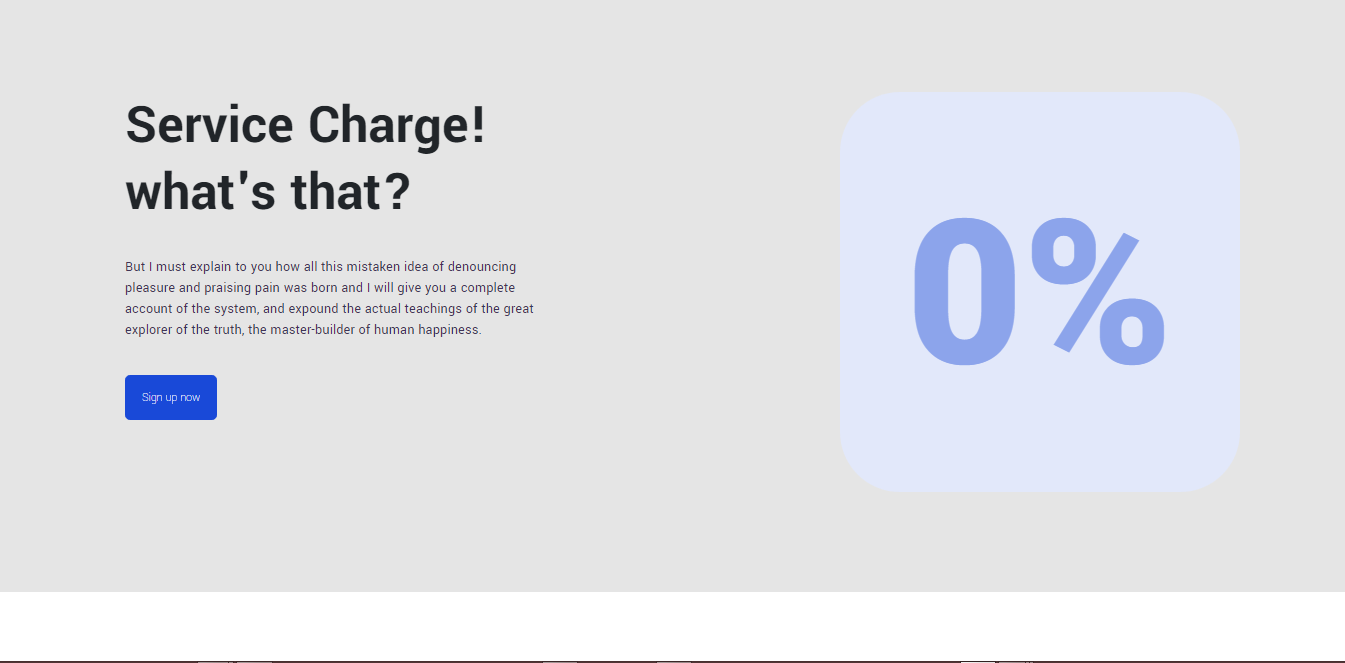 Service Charge!
what's that?
But I must explain to you how all this mistaken idea of denouncing
pleasure and praising pain was born and I will give you a complete
account of the system, and expound the actual teachings of the great
explorer of the truth, the master-builder of human happiness.
Sign up now
0%